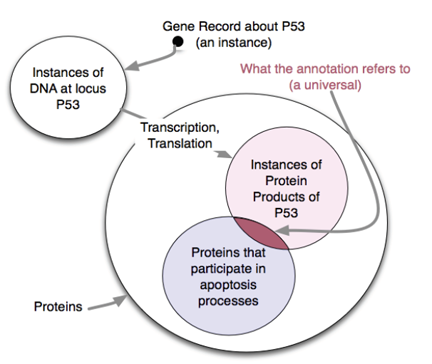 Gene Record about P53
(an instance)
Instances of
DNA at locus
P53
What the annotation refers to
(a universal)
Transcription,
Translation
Instances of
Protein
Products of
P53
Proteins that
participate in
apoptosis
processes
Proteins